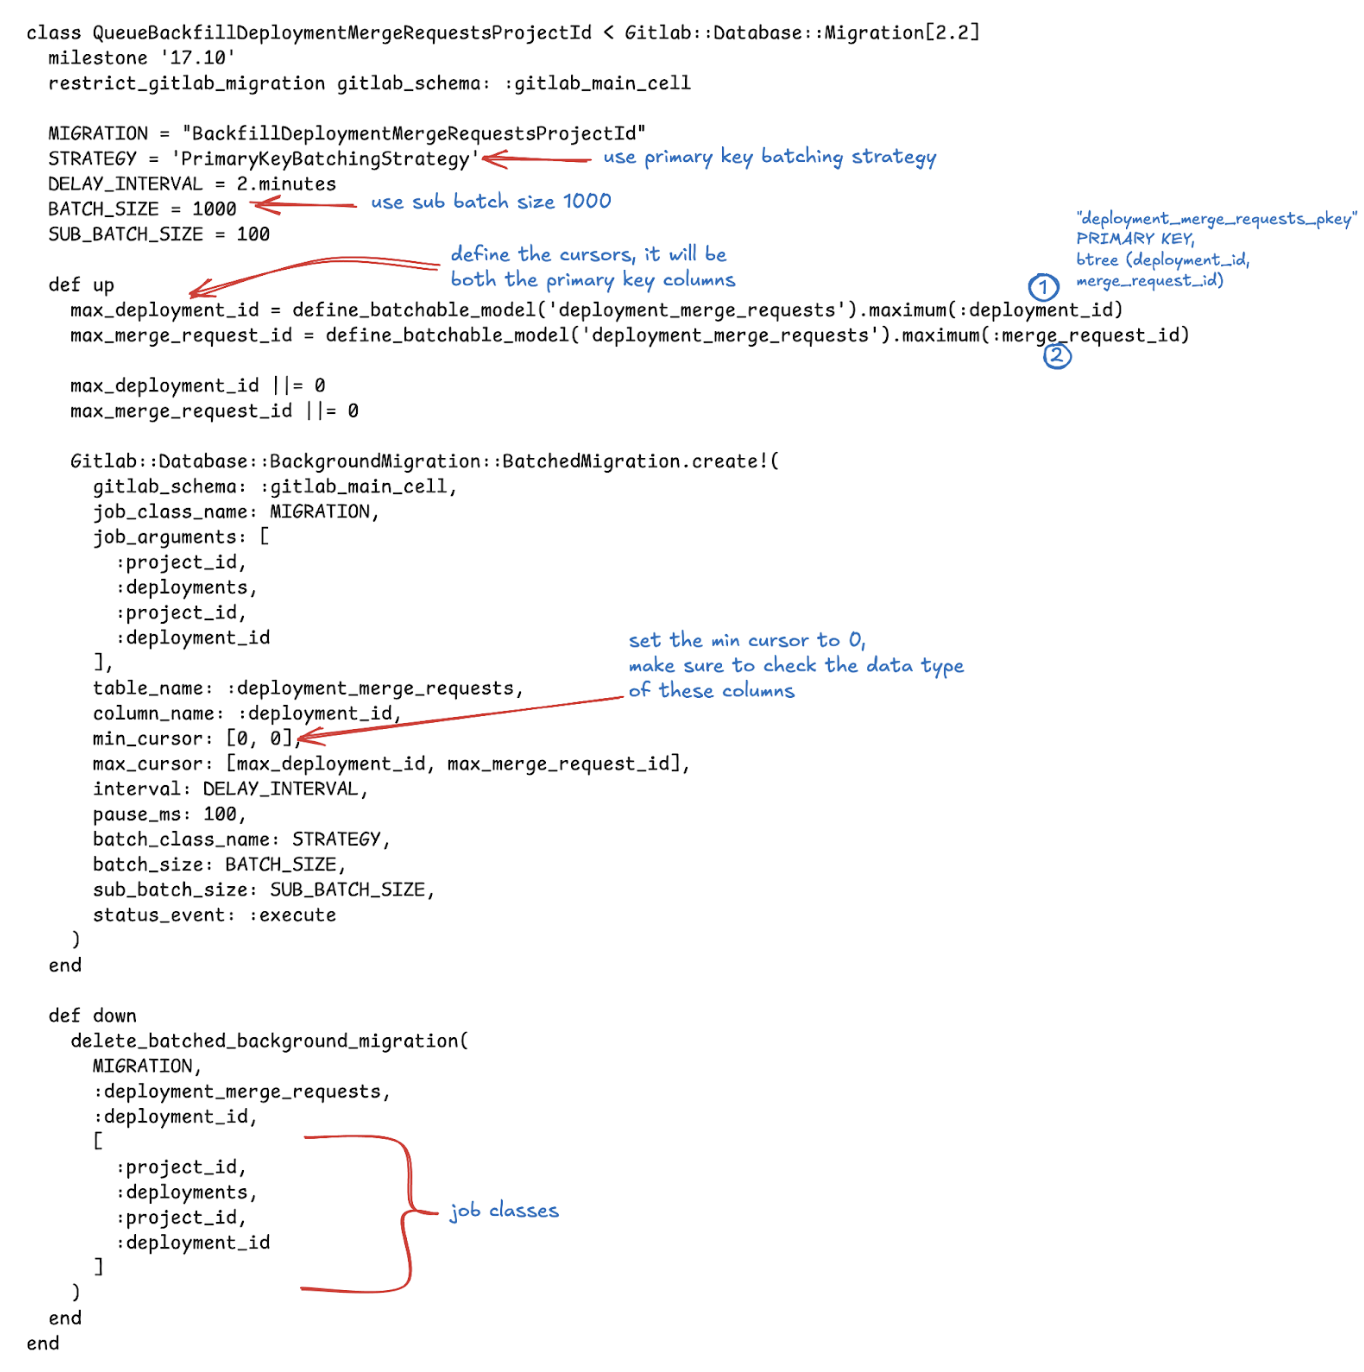 class QueueBackfillDeploymentMergeRequestsProjectId < Gitlab::Database::Migration[2.2]
milestone '17.10'
restrict_gitlab_migration gitlab_schema: :gitlab_main_cell
MIGRATION = "BackfillDeploymentMergeRequestsProjectId"
STRATEGY = 'PrimaryKeyBatchingStrategy'
use primary key batching strategy
DELAY_INTERVAL = 2.minutes
BATCH_SIZE = 1000
use sub batch size 1000
SUB_BATCH_SIZE = 100
"deployment_merge_requests_pkey"
PRIMARY KEY,
btree (deployment_id,
merge_request_id)
define the cursors, it will be
both the primary key columns
def up
1
max_deployment_id = define_batchable_model('deployment_merge_requests').maximum(:deployment_id)
max_merge_request_id = define_batchable_model('deployment_merge_requests').maximum(:merge_request_id)
2
max_deployment_id ||= 0
max_merge_request_id ||= 0
Gitlab::Database::BackgroundMigration::BatchedMigration.create!(
gitlab_schema: :gitlab_main_cell,
job_class_name: MIGRATION,
job_arguments: [
:project_id,
:deployments,
:project_id,
:deployment_id
],
set the min cursor to 0,
make sure to check the data type
of these columns
table_name: :deployment_merge_requests,
column_name: :deployment_id,
min_cursor: [0, 0],
max_cursor: [max_deployment_id, max_merge_request_id],
interval: DELAY_INTERVAL,
pause_ms: 100,
batch_class_name: STRATEGY,
batch_size: BATCH_SIZE,
sub_batch_size: SUB_BATCH_SIZE,
status_event: :execute
)
end
def down
delete_batched_background_migration(
MIGRATION,
:deployment_merge_requests,
:deployment_id,
[
:project_id,
:deployments,
:project_id,
:deployment_id
]
job classes
)
end
end